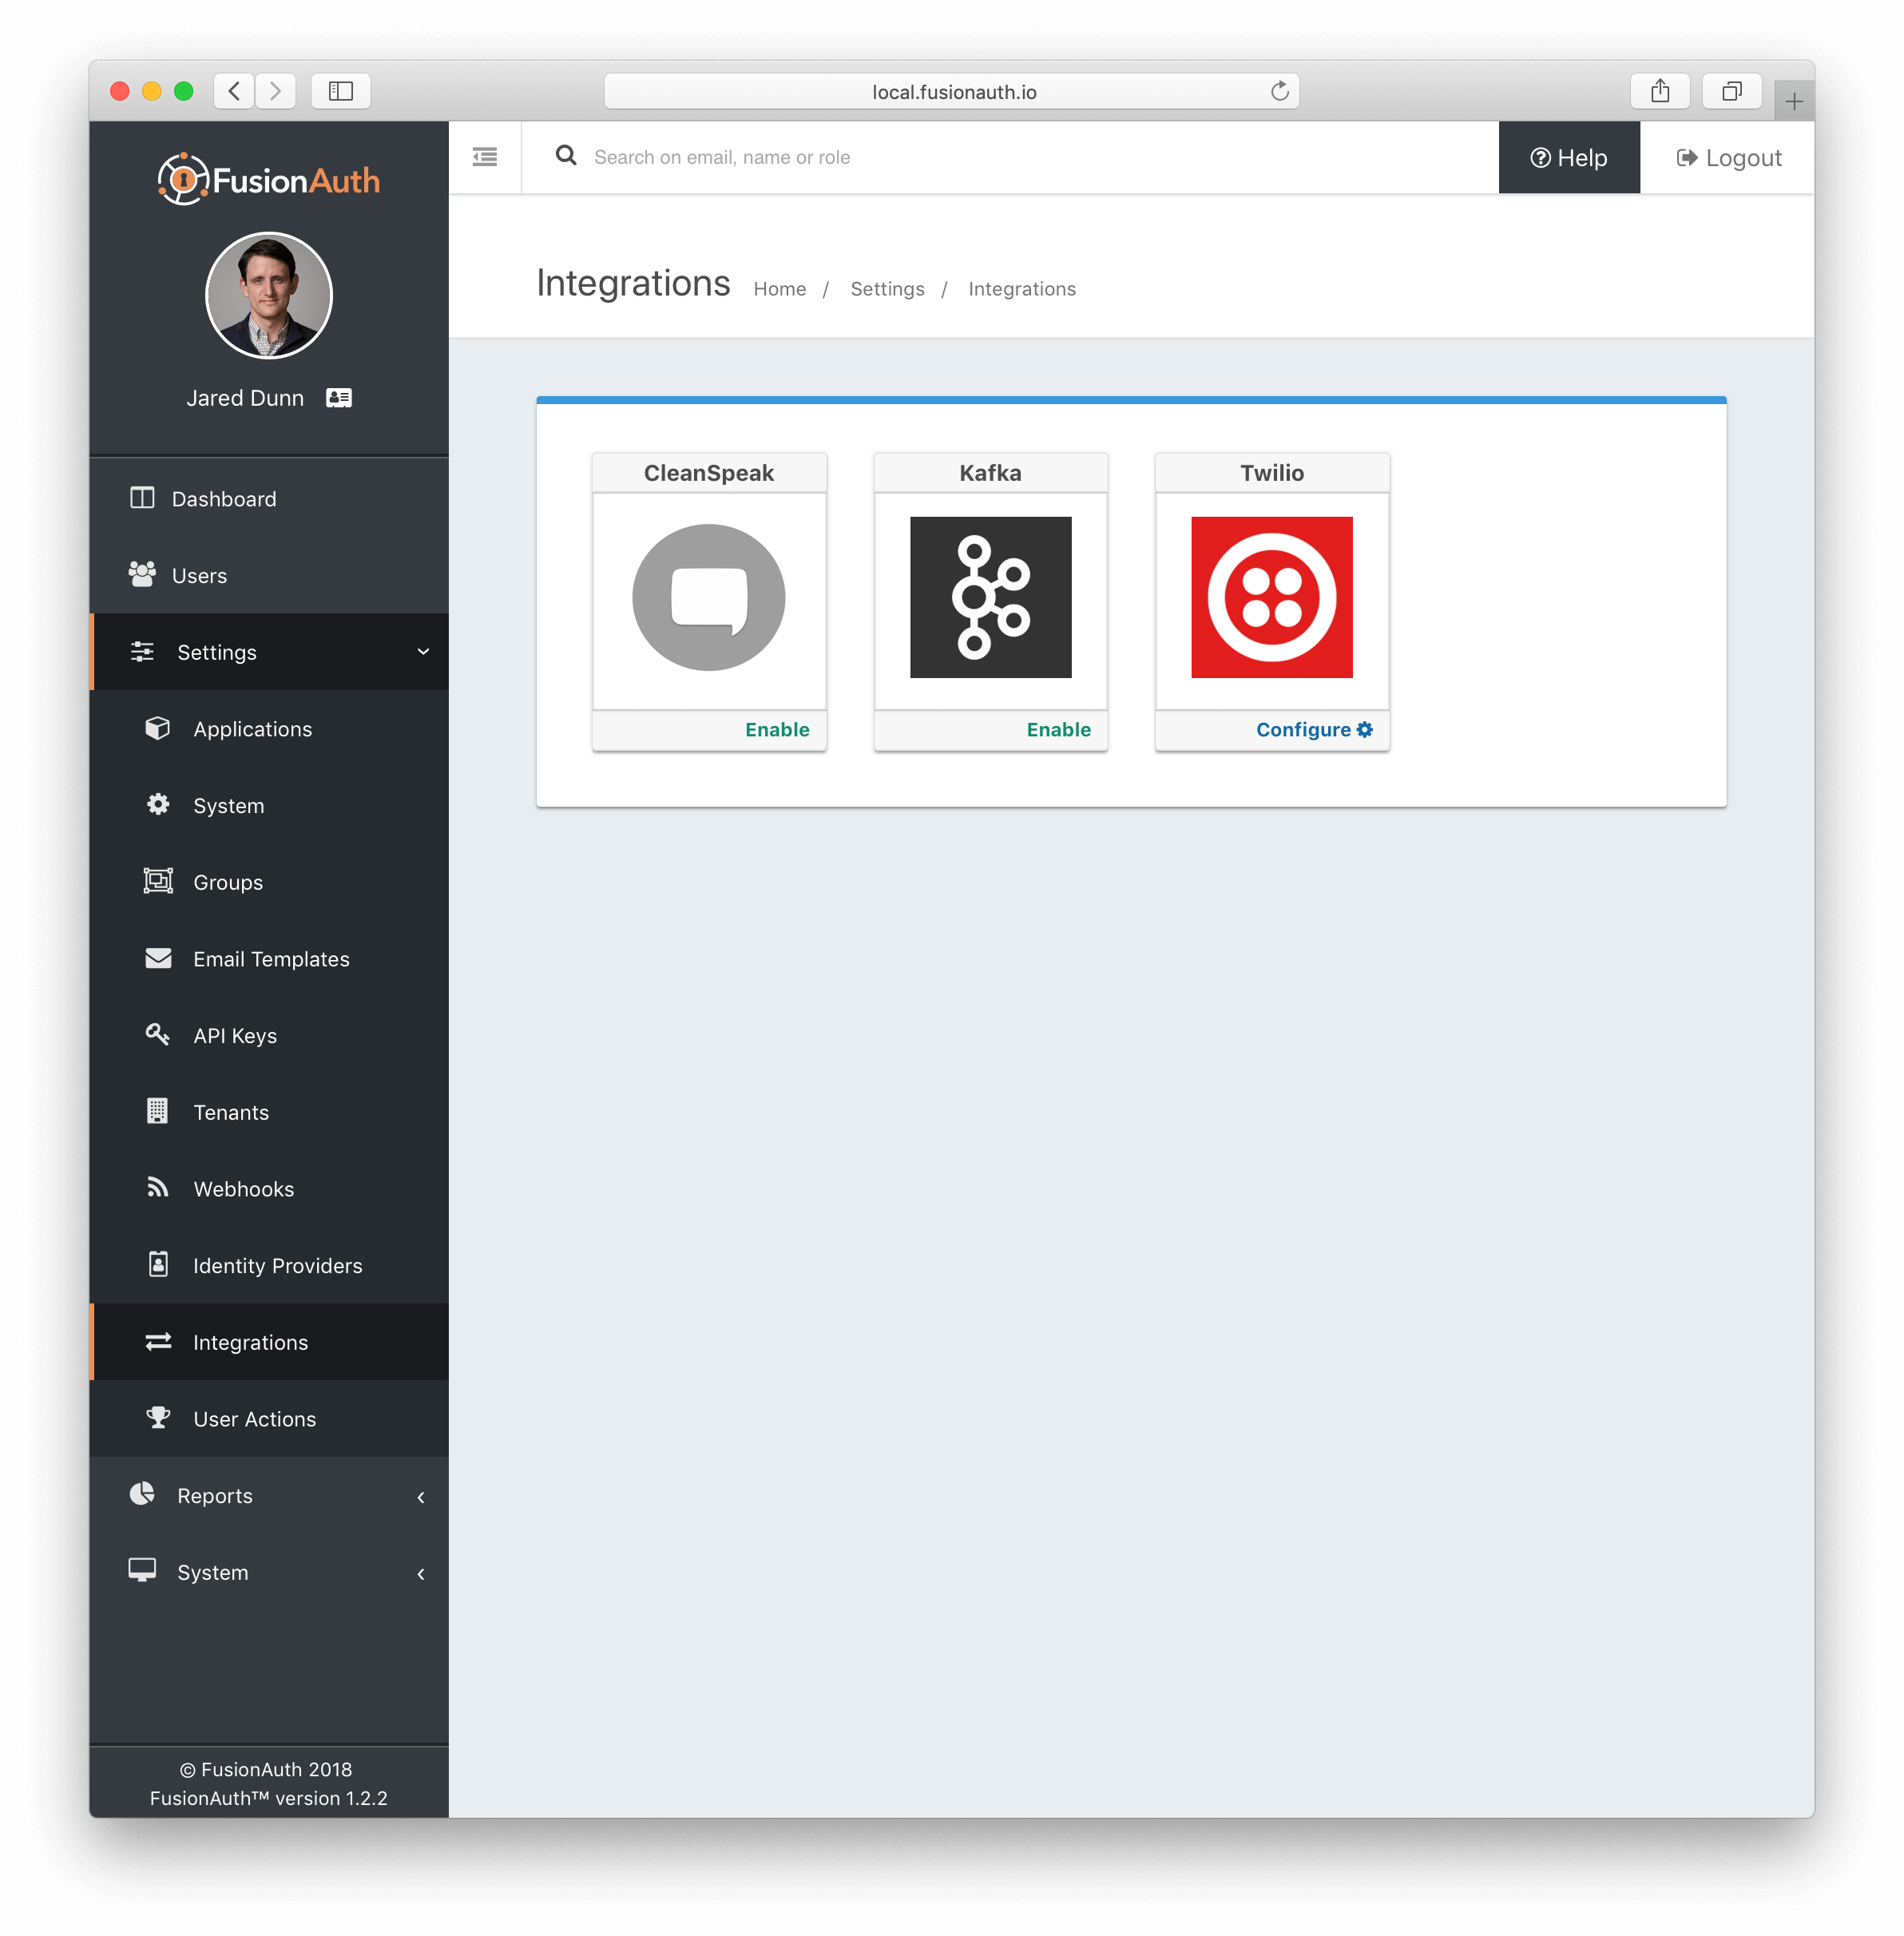 local.fusionauth.io
FusionAuth
Jared Dunn
Dashboard
Users
Settings
Applications
System
Groups
Email Templates
API Keys
Tenants
Webhooks
Identity Providers
Integrations
User Actions
Reports
System
© FusionAuth 2018
FusionAuth™ version 1.2.2
Search on email, name or role
Help
Logout
Integrations Home / Settings / Integrations
CleanSpeak
Enable
Kafka
Enable
Twilio
Configure